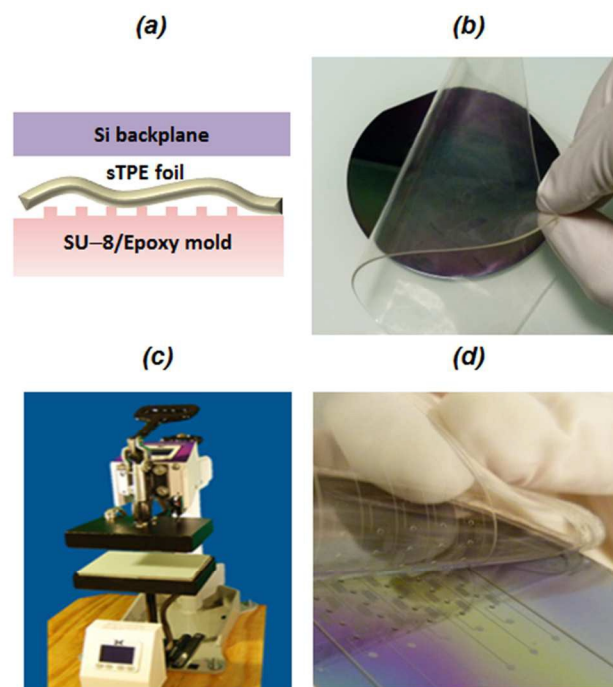 (a)
(b)
Si backplane
sTPE foil
SU–8/Epoxy mold
(c)
(d)